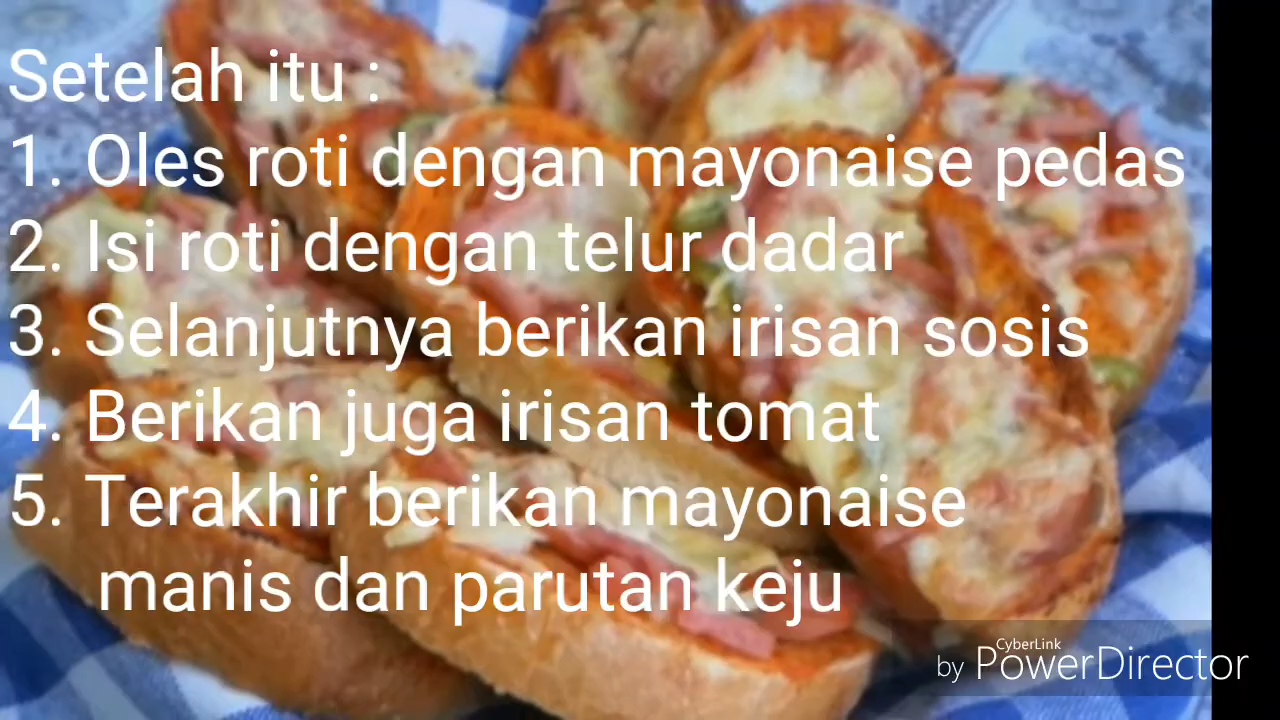 Setelah itu :
1. Oles roti dengan mayonaise pedas
2. Isi roti dengan telur dadar
3. Selanjutnya berikan irisan sosis
4. Berikan juga irisan tomat
5. Terakhir berikan mayonaise
manis dan parutan keju
CyberLink
by PowerDirector